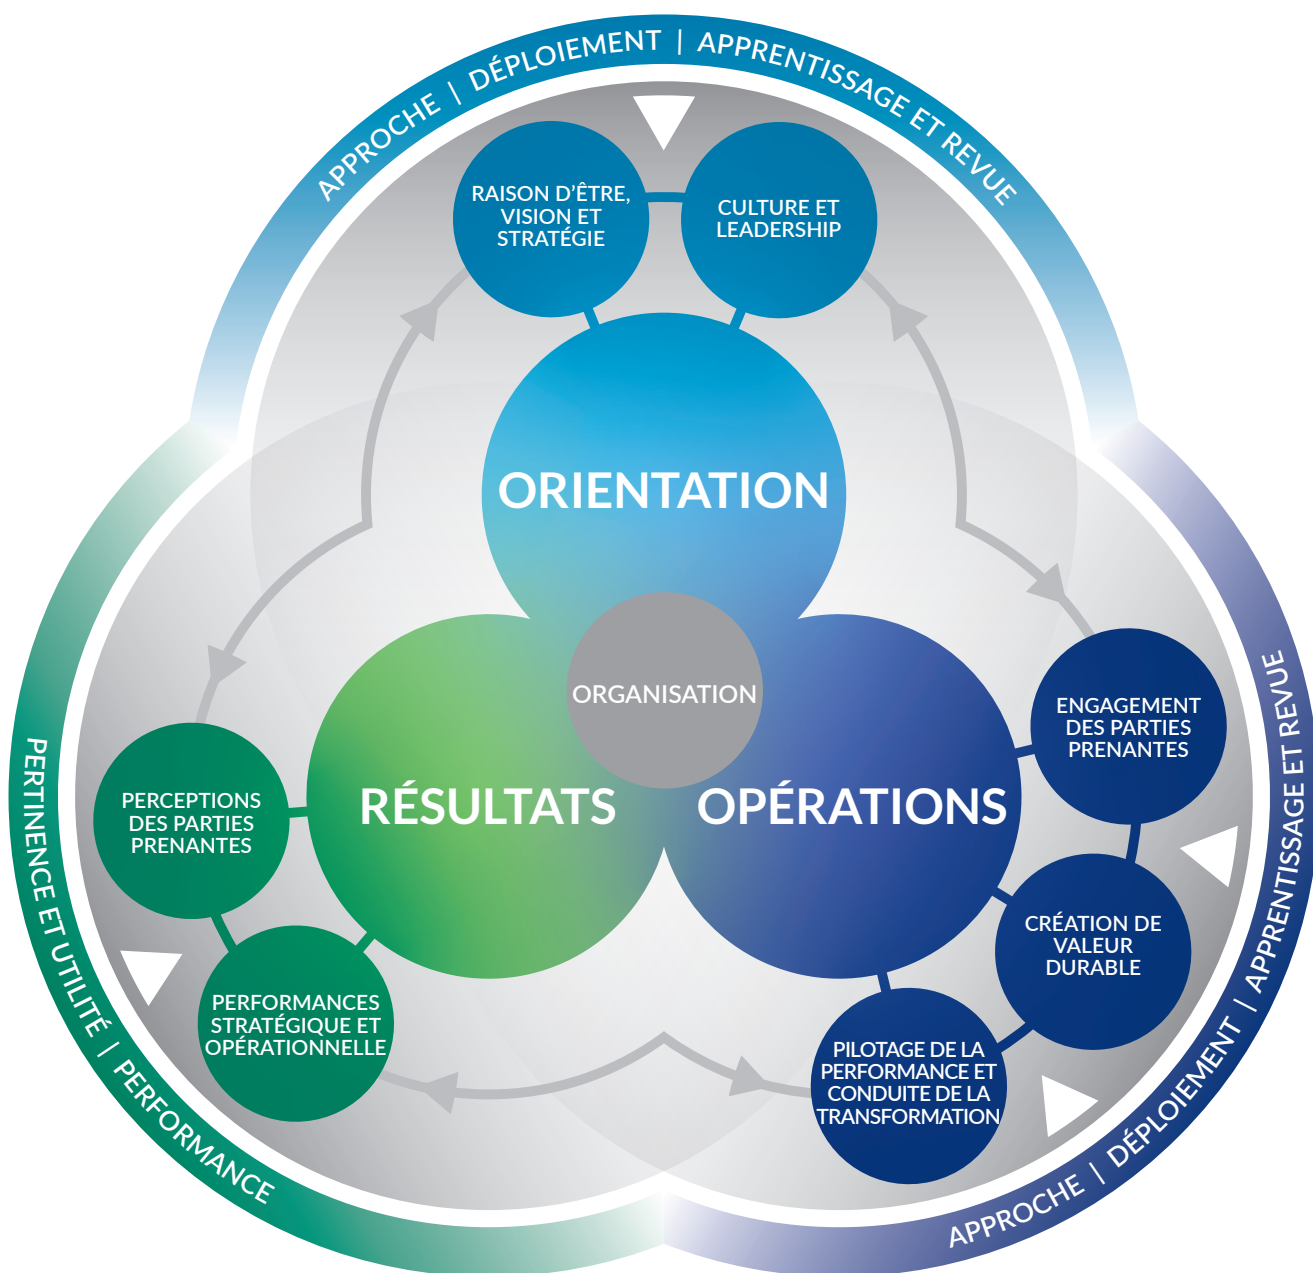 APPROCHE | DÉPLOIEMENT | APPRENTISSAGE ET REVUE
RAISON D’ÊTRE,
VISION ET
STRATÉGIE
CULTURE ET
LEADERSHIP
ORIENTATION
ORGANISATION
RÉSULTATS
OPÉRATIONS
ENGAGEMENT
DES PARTIES
PRENANTES
CRÉATION DE
VALEUR
DURABLE
PILOTAGE DE LA
PERFORMANCE ET
CONDUITE DE LA
TRANSFORMATION
APPROCHE | DÉPLOIEMENT | APPRENTISSAGE ET REVUE
PERCEPTIONS
DES PARTIES
PRENANTES
PERFORMANCES
STRATÉGIQUE ET
OPÉRATIONNELLE
PERTINENCE ET UTILITÉ | PERFORMANCE